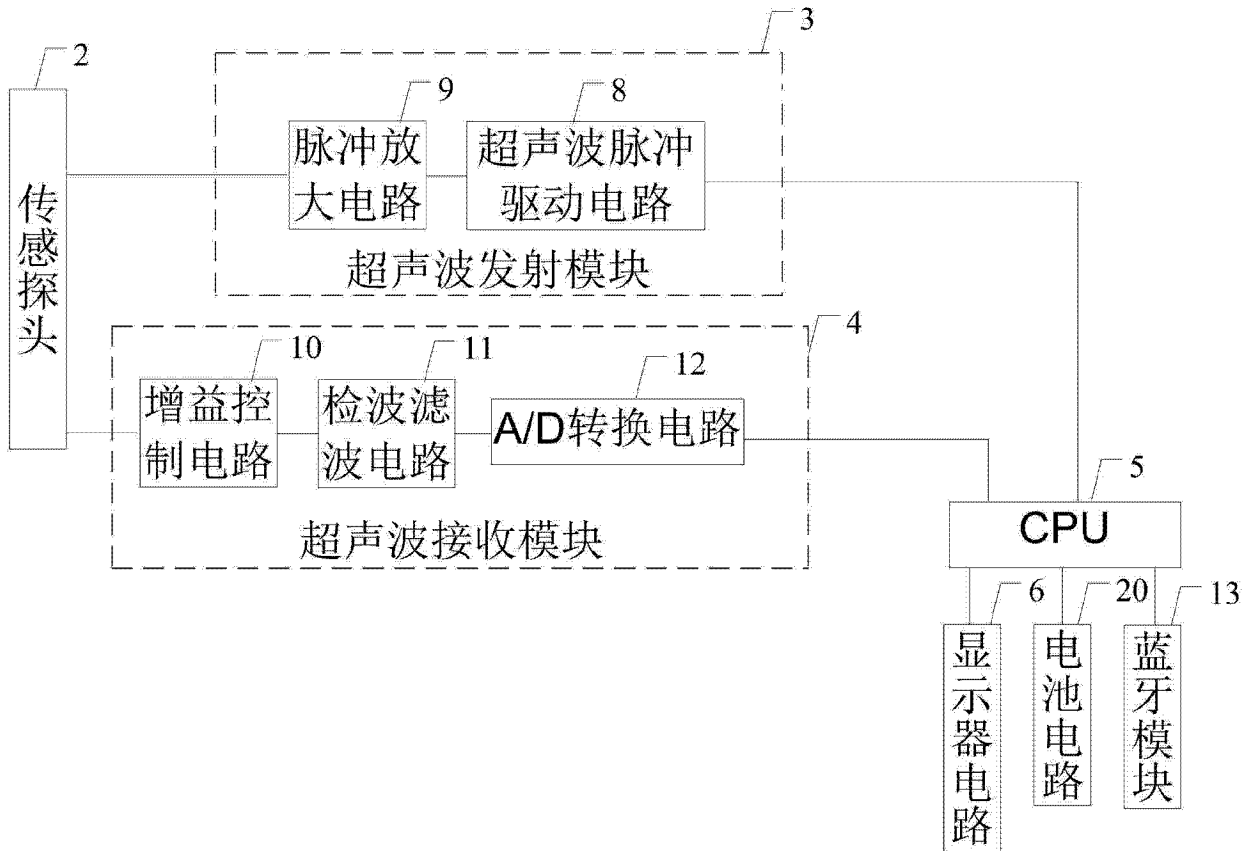 2
3
9
8
脉冲放
大电路
超声波脉冲
驱动电路
超声波发射模块
传感探头
4
10
11
12
增益控
制电路
检波滤
波电路
A/D转换电路
超声波接收模块
5
CPU
6
20
13
显示器电路
电池电路
蓝牙模块